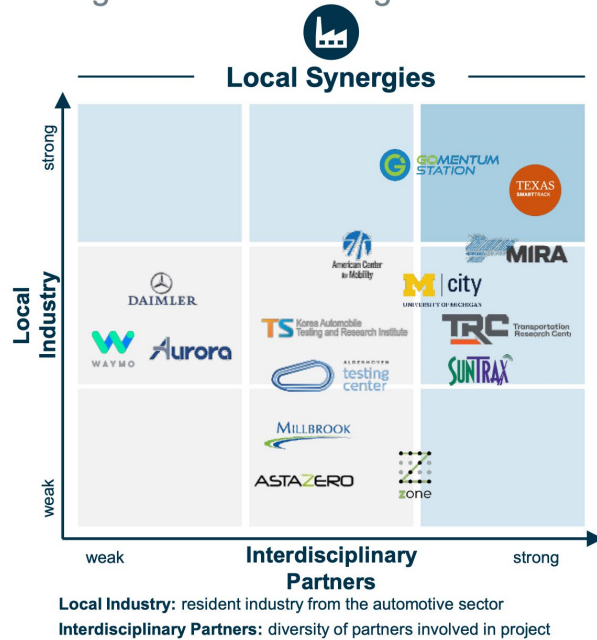 Local Synergies
strong
GOMENTUM
STATION
TEXAS
SMARTTRACK
American Center
for Mobility
MIRA
DAIMLER
M city
UNIVERSITY OF MICHIGAN
Local
Industry
TS Korea Automobile
Testing and Research Institute
TRC Transportation
Research Cent
WAYMO
Aurora
ALDENHOVEN
testing
center
SUNTRAX
MILLBROOK
ASTAZERO
zone
weak
weak
Interdisciplinary
Partners
strong
Local Industry: resident industry from the automotive sector
Interdisciplinary Partners: diversity of partners involved in project